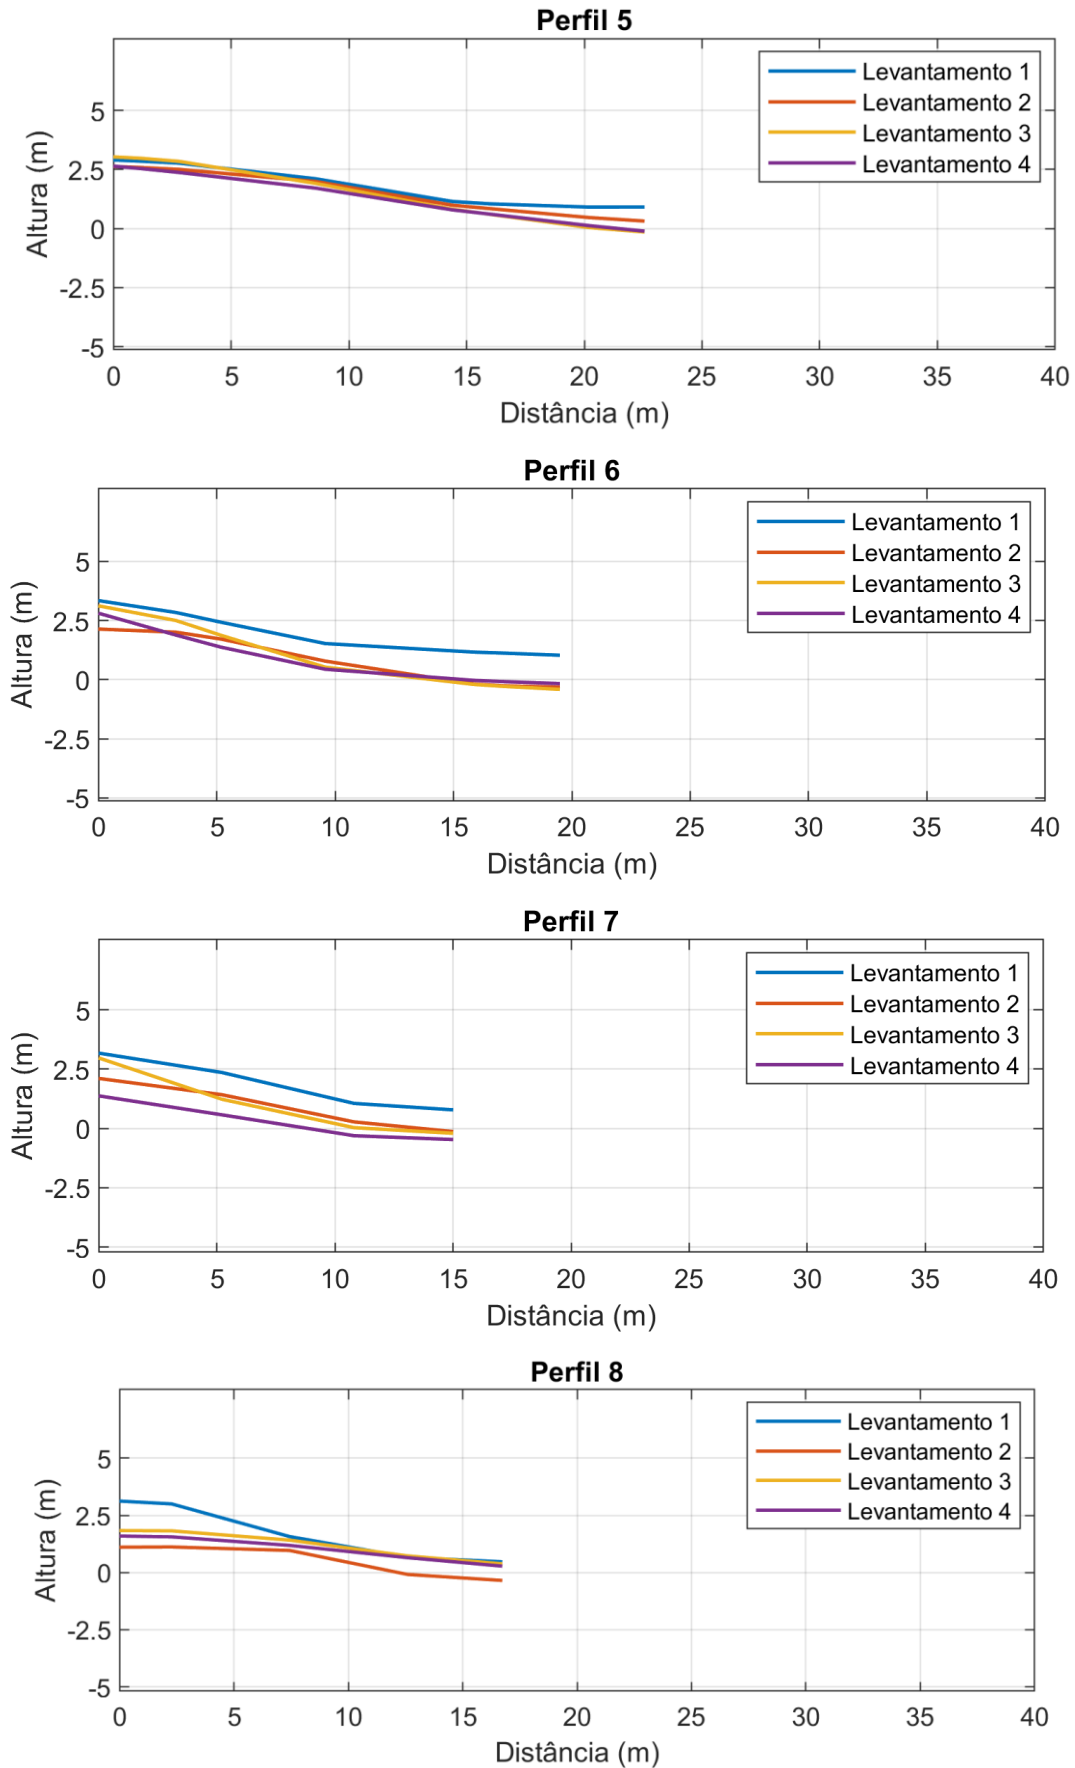 Perfil 5
Levantamento 1
Levantamento 2
Levantamento 3
Levantamento 4
5
2.5
0
-2.5
-5
Altura (m)
0 5 10 15 20 25 30 35 40
Distância (m)
Perfil 6
Levantamento 1
Levantamento 2
Levantamento 3
Levantamento 4
5
2.5
0
-2.5
-5
Altura (m)
0 5 10 15 20 25 30 35 40
Distância (m)
Perfil 7
Levantamento 1
Levantamento 2
Levantamento 3
Levantamento 4
5
2.5
0
-2.5
-5
Altura (m)
0 5 10 15 20 25 30 35 40
Distância (m)
Perfil 8
Levantamento 1
Levantamento 2
Levantamento 3
Levantamento 4
5
2.5
0
-2.5
-5
Altura (m)
0 5 10 15 20 25 30 35 40
Distância (m)